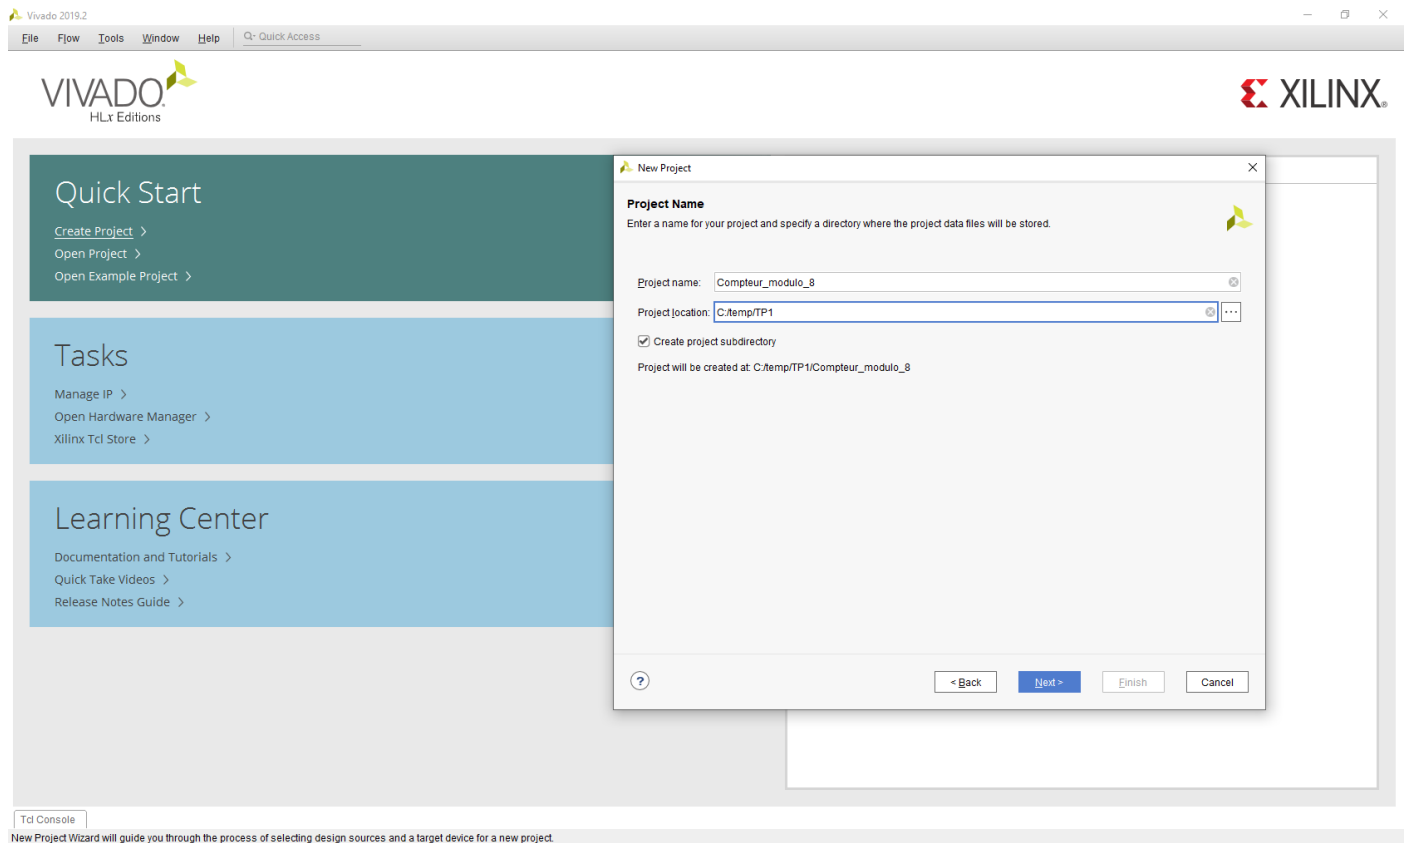 Vivado 2019.2
File Flow Tools Window Help Quick Access
VIVADO.
HLx Editions
XILINX
Quick Start
Create Project >
Open Project >
Open Example Project >
Tasks
Manage IP >
Open Hardware Manager >
Xilinx Tcl Store >
Learning Center
Documentation and Tutorials >
Quick Take Videos >
Release Notes Guide >
New Project
Project Name
Enter a name for your project and specify a directory where the project data files will be stored.
Project name: Compteur_modulo_8
Project location: C:/temp/TP1 ...
Create project subdirectory
Project will be created at: C:/temp/TP1/Compteur_modulo_8
? < Back Next > Finish Cancel
Tcl Console
New Project Wizard will guide you through the process of selecting design sources and a target device for a new project.